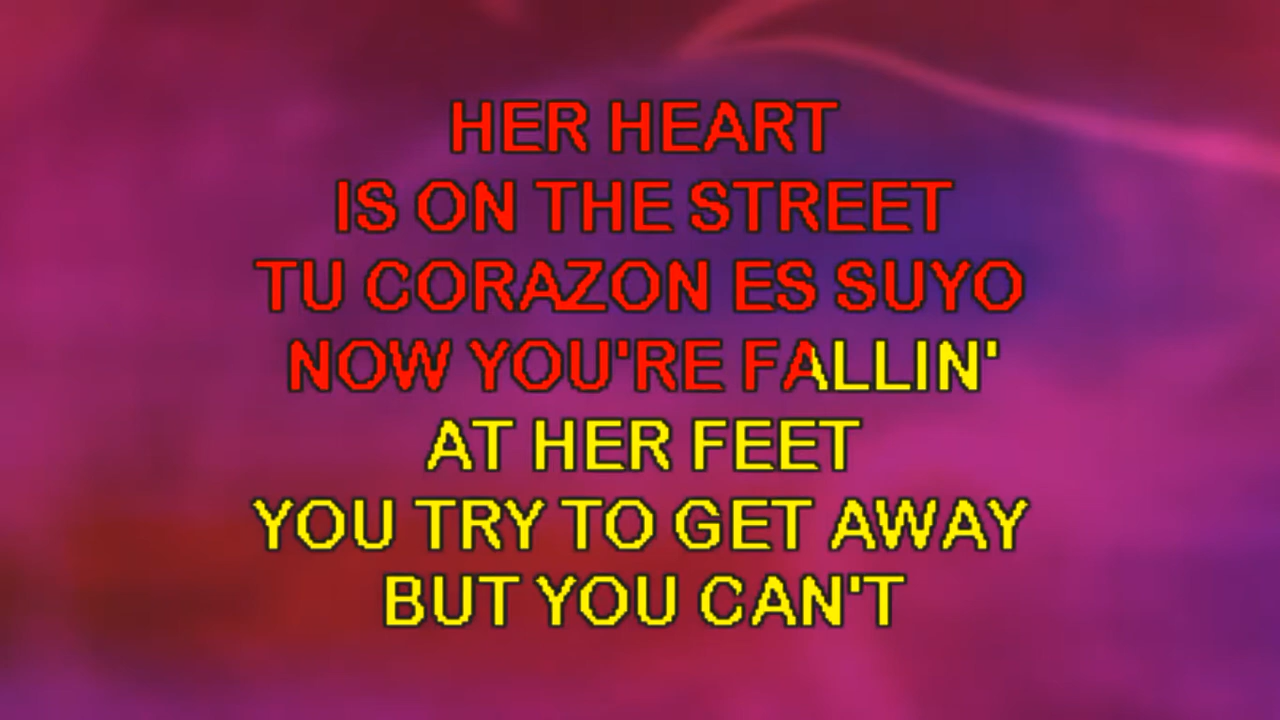 HER HEART
IS ON THE STREET
TU CORAZON ES SUYO
NOW YOU'RE FALLIN'
AT HER FEET
YOU TRY TO GET AWAY
BUT YOU CAN'T